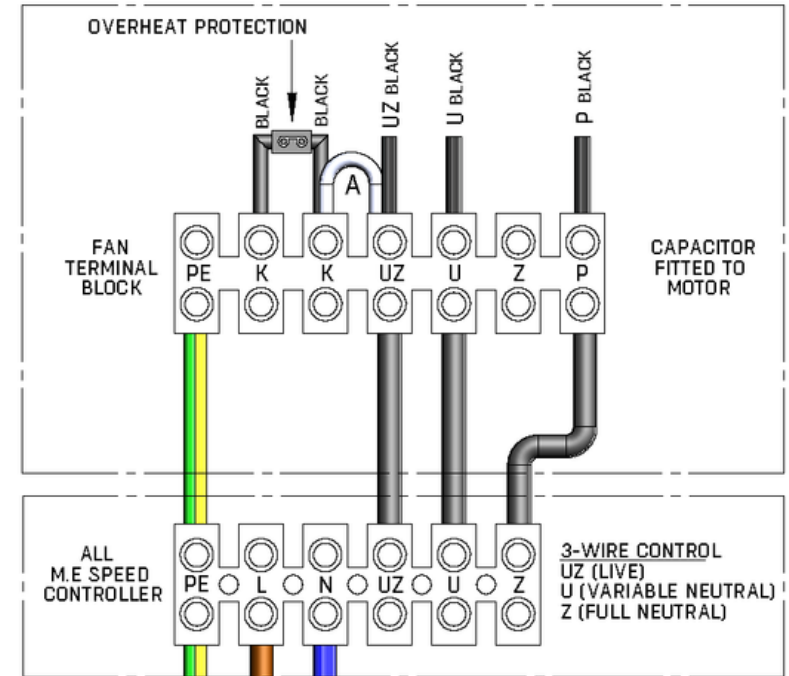 OVERHEAT PROTECTION
BLACK
BLACK
UZ BLACK
U BLACK
P BLACK
A
FAN
TERMINAL
BLOCK
PE K K UZ U Z P
CAPACITOR
FITTED TO
MOTOR
ALL
M.E SPEED
CONTROLLER
PE L N UZ U Z
3-WIRE CONTROL
UZ (LIVE)
U (VARIABLE NEUTRAL)
Z (FULL NEUTRAL)